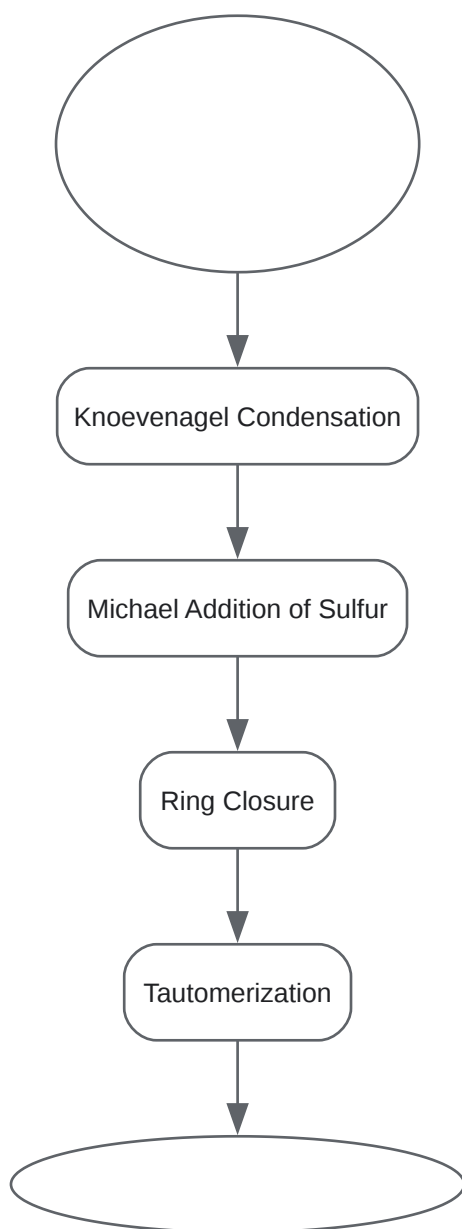 Knoevenagel Condensation
Michael Addition of Sulfur
Ring Closure
Tautomerization